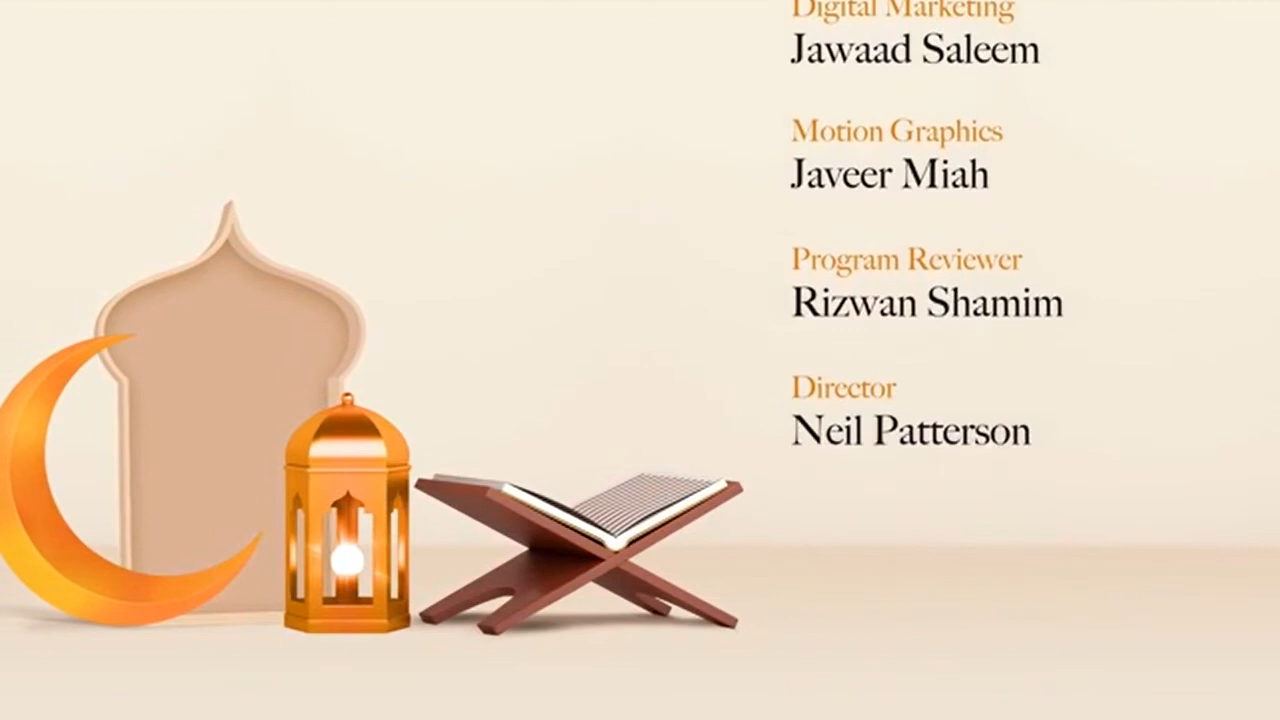 Digital Marketing
Jawaad Saleem
Motion Graphics
Javeer Miah
Program Reviewer
Rizwan Shamim
Director
Neil Patterson